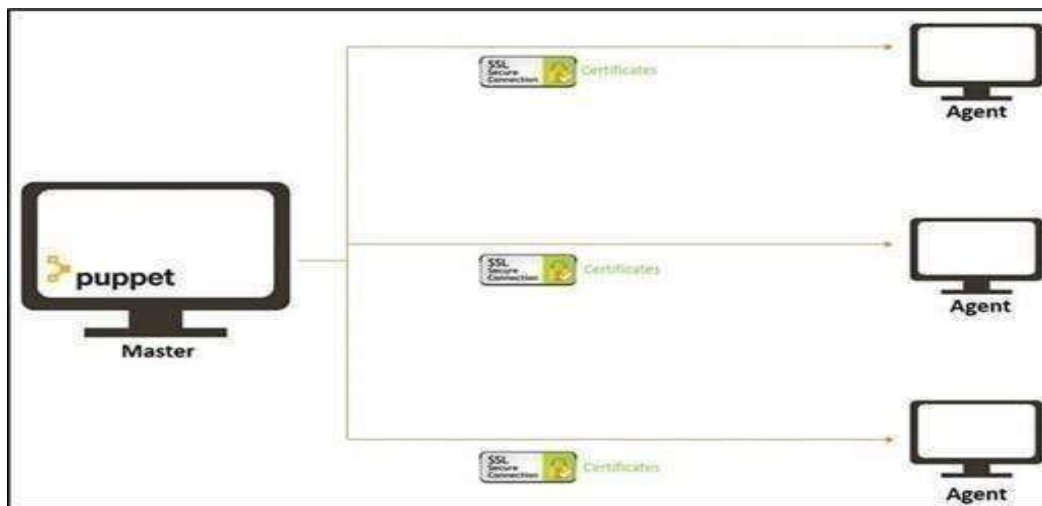 SSL
Secure
Connection
Certificates
Agent
puppet
Master
SSL
Secure
Connection
Certificates
Agent
SSL
Secure
Connection
Certificates
Agent